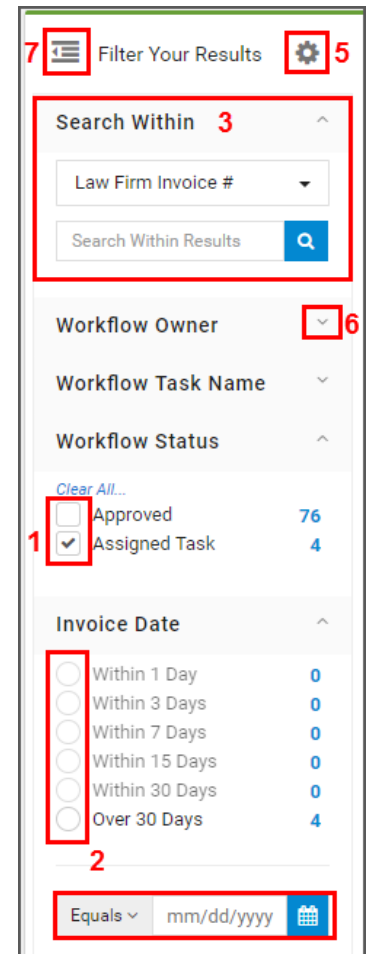 7 Filter Your Results 5
Search Within 3
Law Firm Invoice #
Search Within Results
Workflow Owner 6
Workflow Task Name
Workflow Status
Clear All...
Approved 76
1 Assigned Task 4
Invoice Date
Within 1 Day 0
Within 3 Days 0
Within 7 Days 0
Within 15 Days 0
Within 30 Days 0
Over 30 Days 4
2
Equals mm/dd/yyyy